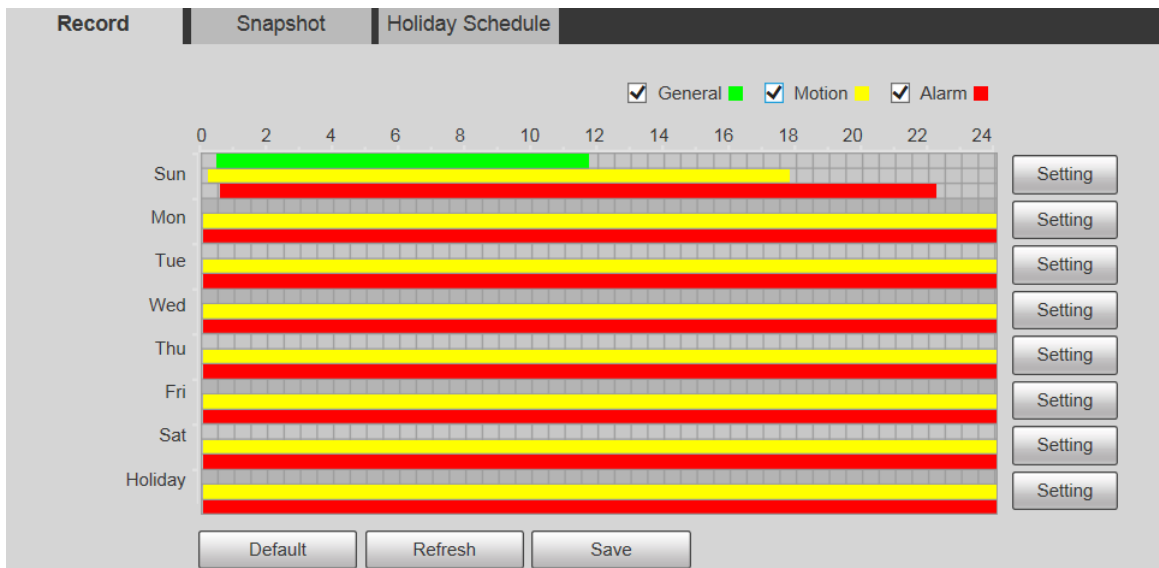 Record Snapshot Holiday Schedule
General Motion Alarm
0 2 4 6 8 10 12 14 16 18 20 22 24
Sun Setting
Mon Setting
Tue Setting
Wed Setting
Thu Setting
Fri Setting
Sat Setting
Holiday Setting
Default Refresh Save